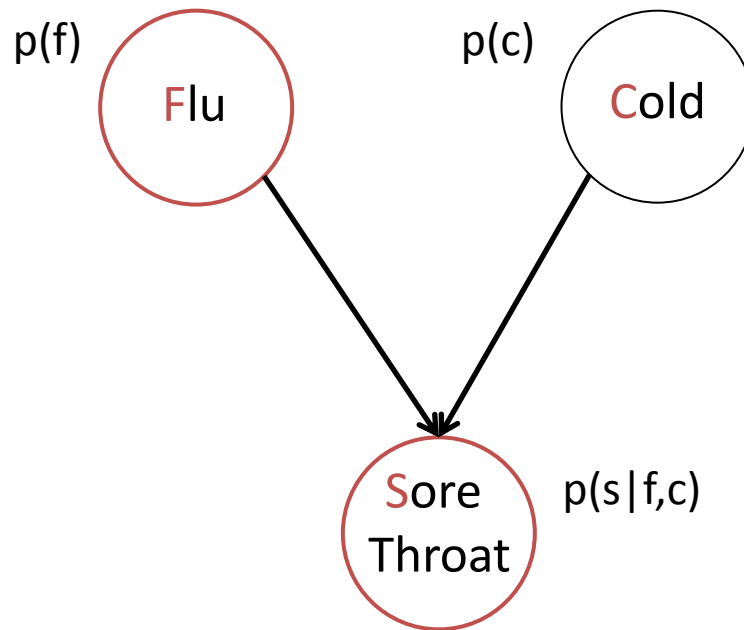 p(f)
p(c)
Flu
Cold
Sore
Throat
p(s|f,c)